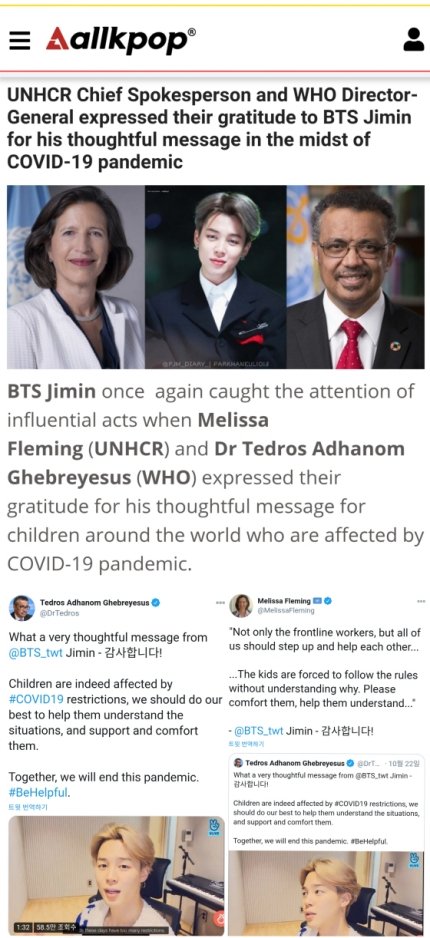 allkpop®
UNHCR Chief Spokesperson and WHO Director-
General expressed their gratitude to BTS Jimin
for his thoughtful message in the midst of
COVID-19 pandemic
@PJM_DIARY_ | PARKHANEUL1013
BTS Jimin once again caught the attention of
influential acts when Melissa
Fleming (UNHCR) and Dr Tedros Adhanom
Ghebreyesus (WHO) expressed their
gratitude for his thoughtful message for
children around the world who are affected by
COVID-19 pandemic.
Tedros Adhanom Ghebreyesus
@DrTedros
What a very thoughtful message from
@BTS_twt Jimin - 감사합니다!
Children are indeed affected by
#COVID19 restrictions, we should do our
best to help them understand the
situations, and support and comfort
them.
Together, we will end this pandemic.
#BeHelpful.
트윗 번역하기
1:32 58.5만 조회수
these days have too many restrictions.
Melissa Fleming
@MelissaFleming
"Not only the frontline workers, but all of
us should step up and help each other...
...The kids are forced to follow the rules
without understanding why. Please
comfort them, help them understand..."
- @BTS_twt Jimin - 감사합니다!
트윗 번역하기
Tedros Adhanom Ghebreyesus @DrT... · 10월 22일
What a very thoughtful message from @BTS_twt Jimin -
감사합니다!
Children are indeed affected by #COVID19 restrictions, we
should do our best to help them understand the situations,
and support and comfort them.
Together, we will end this pandemic. #BeHelpful.